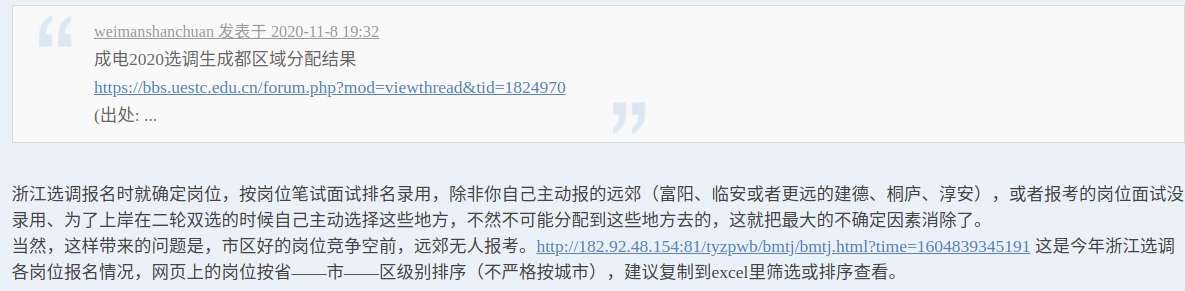 weimanshanchuan 发表于 2020-11-8 19:32
成电2020选调生成都区域分配结果
https://bbs.uestc.edu.cn/forum.php?mod=viewthread&tid=1824970
(出处: ...
浙江选调报名时就确定岗位，按岗位笔试面试排名录用，除非你自己主动报的远郊（富阳、临安或者更远的建德、桐庐、淳安），或者报考的岗位面试没
录用、为了上岸在二轮双选的时候自己主动选择这些地方，不然不可能分配到这些地方去的，这就把最大的不确定因素消除了。
当然，这样带来的问题是，市区好的岗位竞争空前，远郊无人报考。http://182.92.48.154:81/tyzpwb/bmtj/bmtj.html?time=1604839345191 这是今年浙江选调
各岗位报名情况，网页上的岗位按省——市——区级别排序（不严格按城市），建议复制到excel里筛选或排序查看。